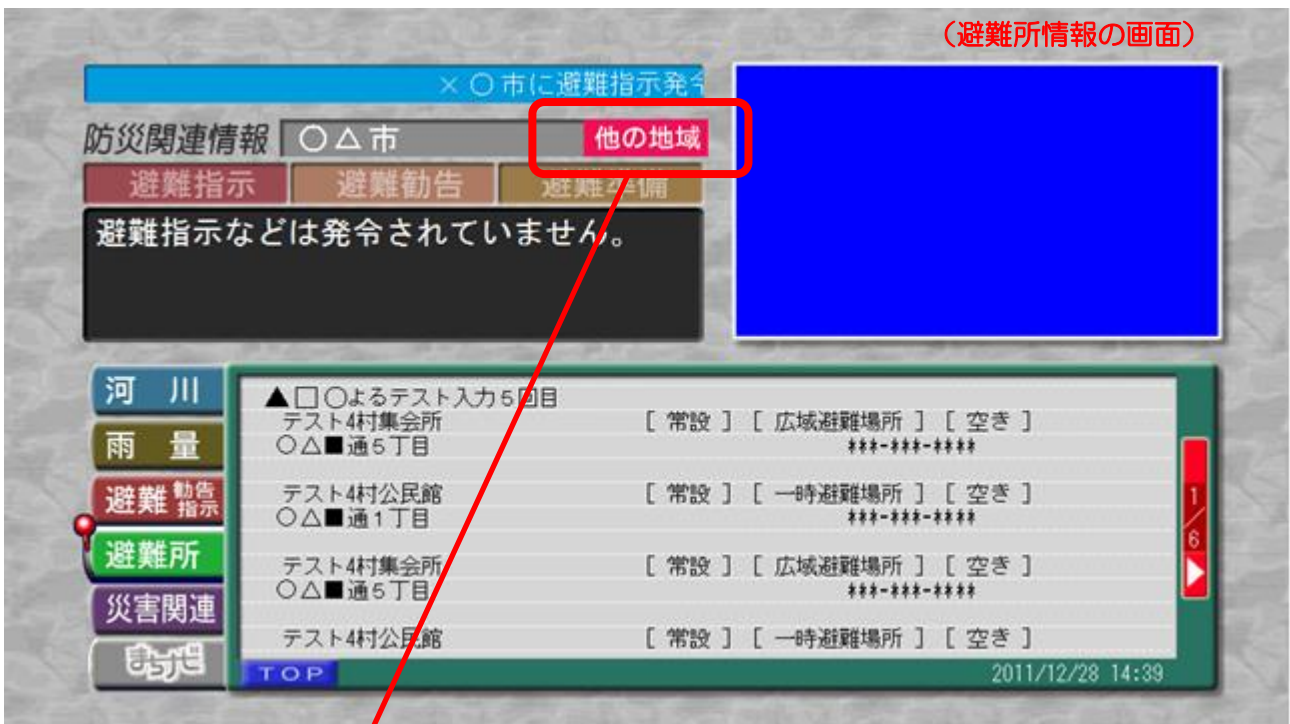 （避難所情報の画面）
×〇市に避難指示発令
防災関連情報 〇△市 他の地域
避難指示 避難勧告 避難準備
避難指示などは発令されていません。
河川
雨量
避難 勧告 指示
避難所
災害関連
まちナビ
▲□〇よるテスト入力５回目
テスト4村集会所 [ 常設 ] [ 広域避難場所 ] [ 空き ]
〇△■通５丁目 ***-***-****
テスト4村公民館 [ 常設 ] [ 一時避難場所 ] [ 空き ]
〇△■通１丁目 ***-***-****
テスト4村集会所 [ 常設 ] [ 広域避難場所 ] [ 空き ]
〇△■通５丁目 ***-***-****
テスト4村公民館 [ 常設 ] [ 一時避難場所 ] [ 空き ]
1/6
TOP 2011/12/28 14:39